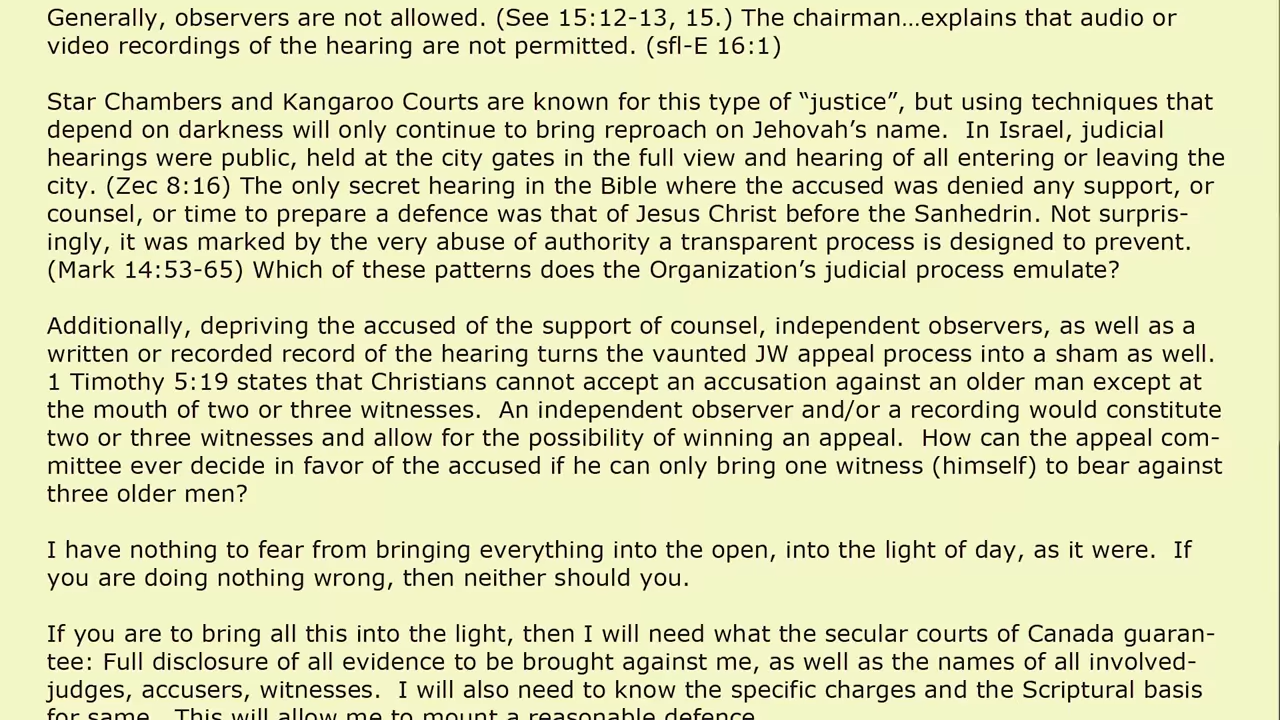 Generally, observers are not allowed. (See 15:12-13, 15.) The chairman…explains that audio or
video recordings of the hearing are not permitted. (sfl-E 16:1)
Star Chambers and Kangaroo Courts are known for this type of “justice”, but using techniques that
depend on darkness will only continue to bring reproach on Jehovah’s name.  In Israel, judicial
hearings were public, held at the city gates in the full view and hearing of all entering or leaving the
city. (Zec 8:16) The only secret hearing in the Bible where the accused was denied any support, or
counsel, or time to prepare a defence was that of Jesus Christ before the Sanhedrin. Not surpris-
ingly, it was marked by the very abuse of authority a transparent process is designed to prevent.
(Mark 14:53-65) Which of these patterns does the Organization’s judicial process emulate?
Additionally, depriving the accused of the support of counsel, independent observers, as well as a
written or recorded record of the hearing turns the vaunted JW appeal process into a sham as well.
1 Timothy 5:19 states that Christians cannot accept an accusation against an older man except at
the mouth of two or three witnesses.  An independent observer and/or a recording would constitute
two or three witnesses and allow for the possibility of winning an appeal.  How can the appeal com-
mittee ever decide in favor of the accused if he can only bring one witness (himself) to bear against
three older men?
I have nothing to fear from bringing everything into the open, into the light of day, as it were.  If
you are doing nothing wrong, then neither should you.
If you are to bring all this into the light, then I will need what the secular courts of Canada guaran-
tee: Full disclosure of all evidence to be brought against me, as well as the names of all involved-
judges, accusers, witnesses.  I will also need to know the specific charges and the Scriptural basis
for same.  This will allow me to mount a reasonable defence.